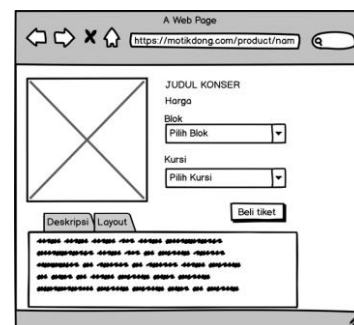 A Web Page
https://motikdong.com/product/nam
JUDUL KONSER
Harga
Blok
Pilih Blok
Kursi
Pilih Kursi
Beli tiket
Deskripsi Layout